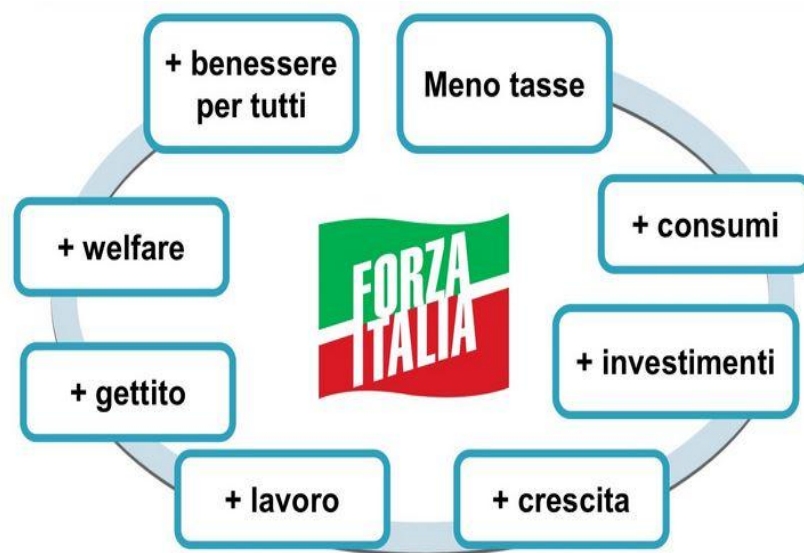 + benessere
per tutti
Meno tasse
+ consumi
+ investimenti
+ crescita
+ lavoro
+ gettito
+ welfare
FORZA
ITALIA